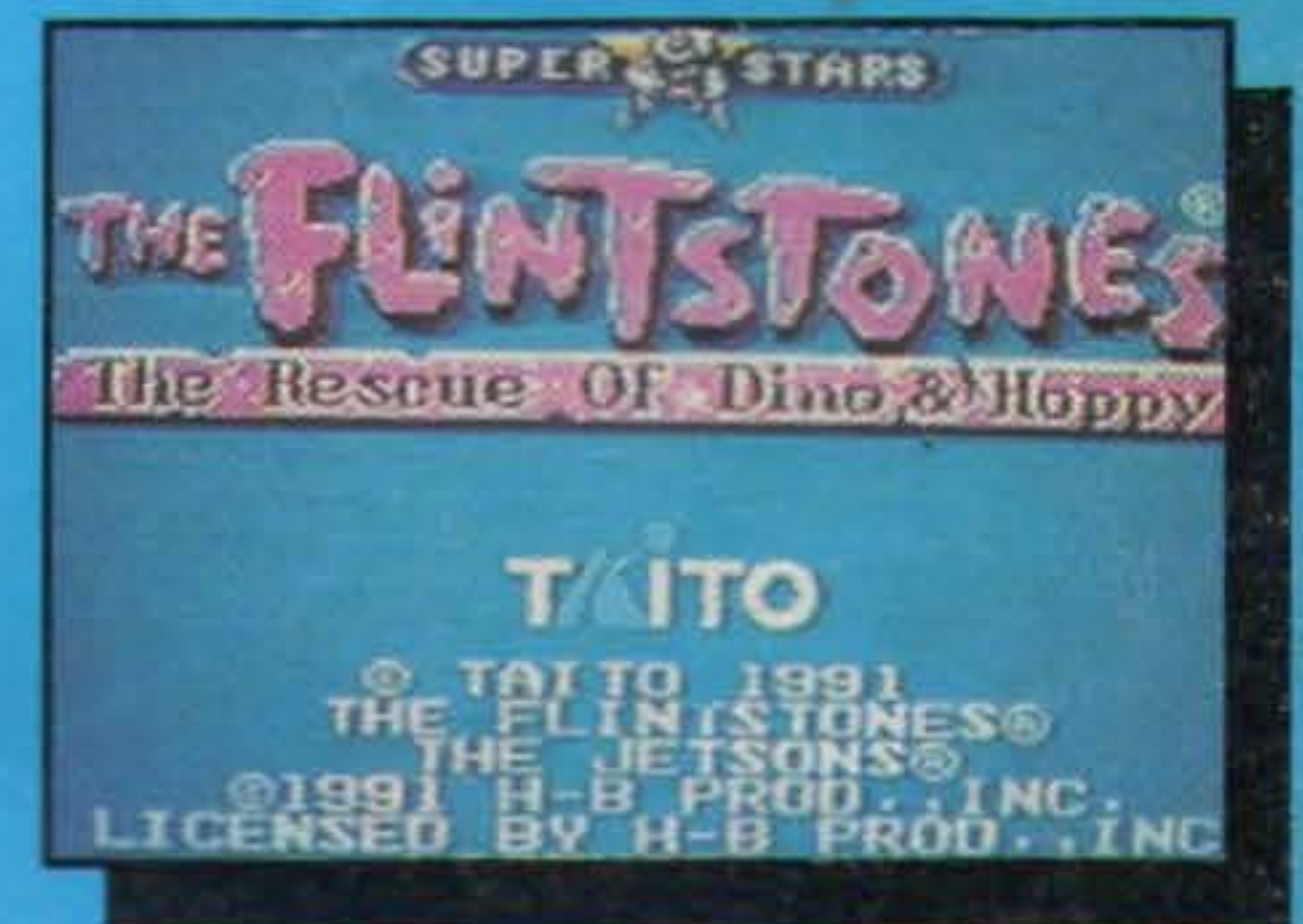 SUPER STARS
THE FLINTSTONES®
The Rescue Of Dino & Hoppy
TAITO
© TAITO 1991
THE FLINTSTONES®
THE JETSONS®
©1991 H-B PROD.,INC.
LICENSED BY H-B PROD.,INC